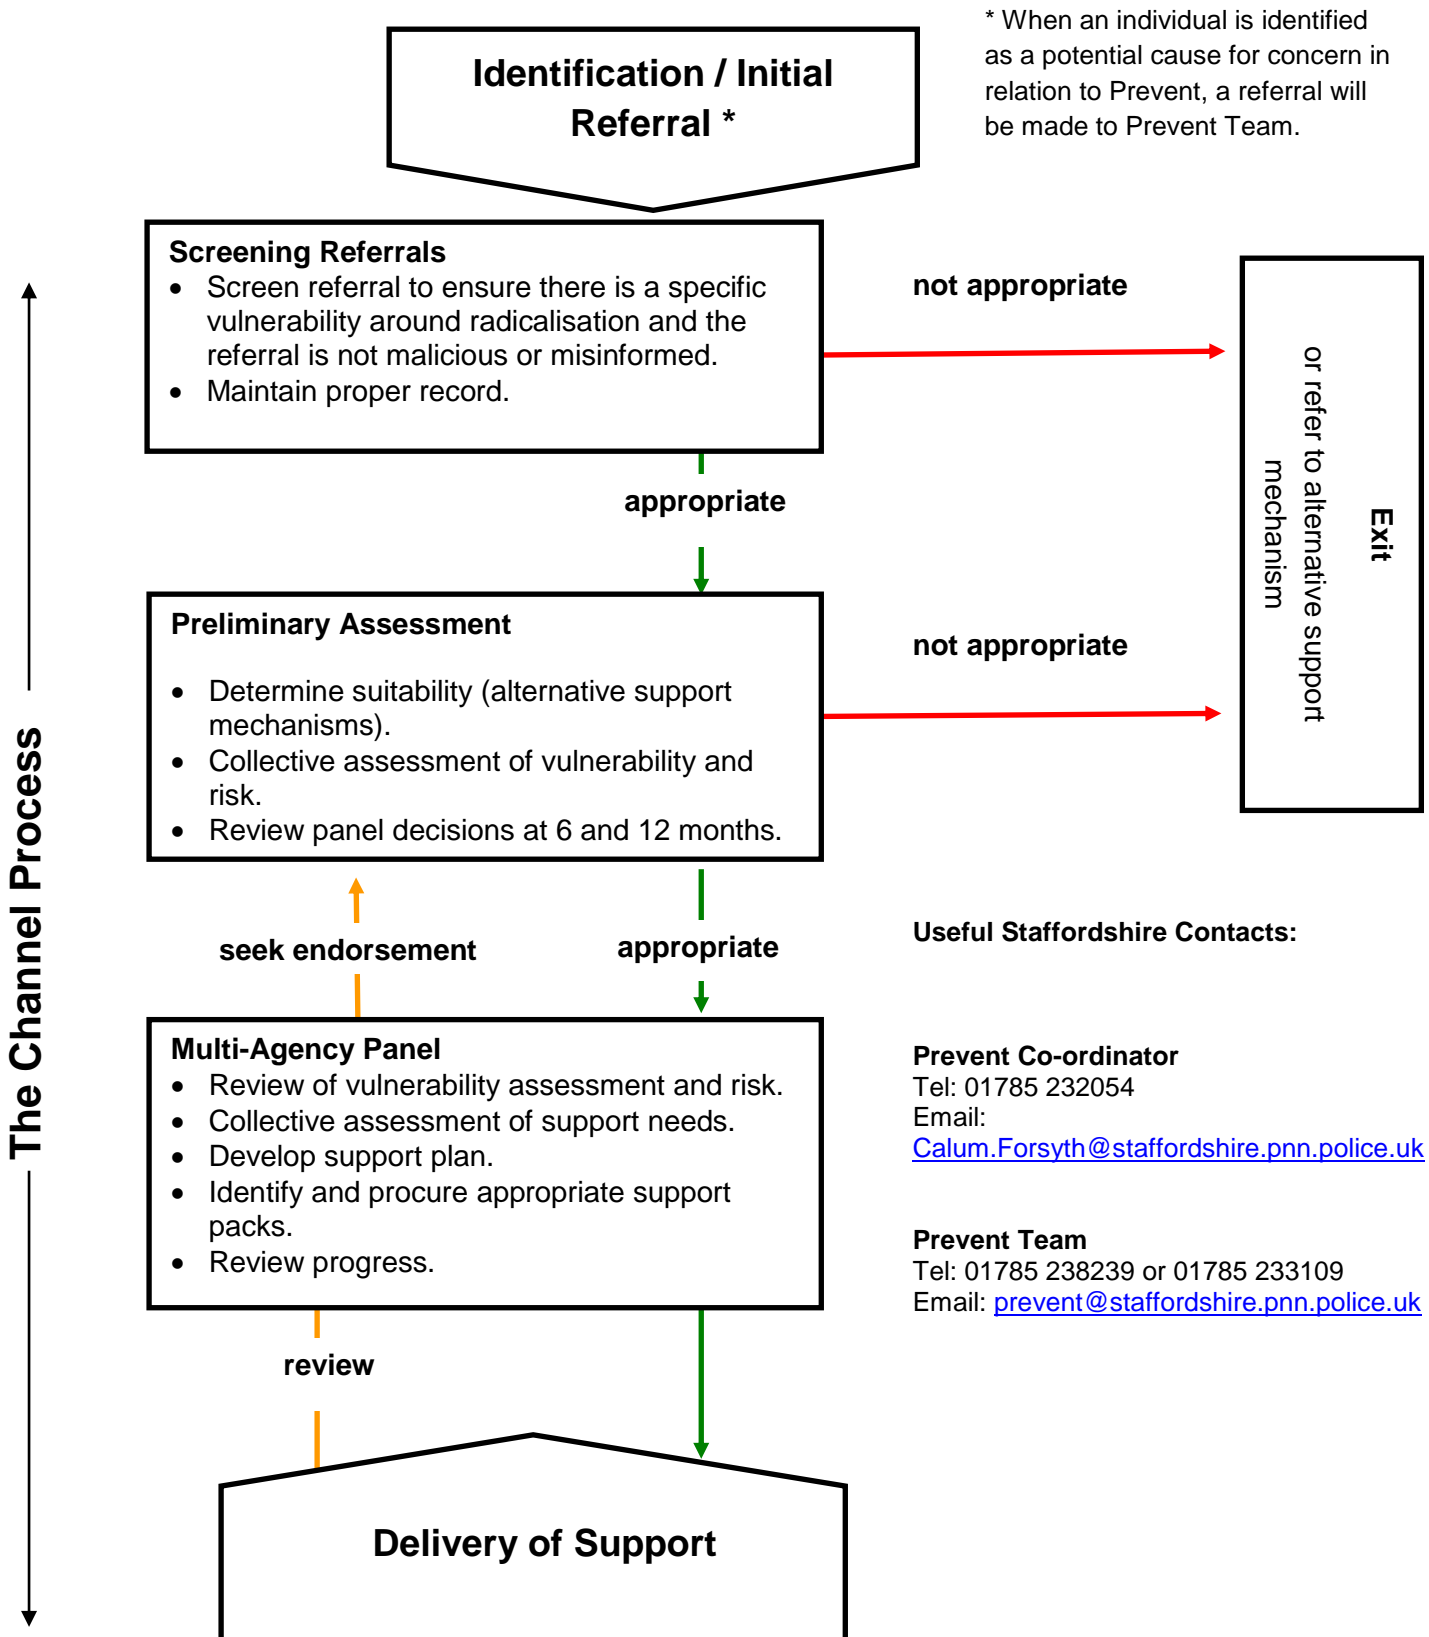 * When an individual is identified
as a potential cause for concern in
relation to Prevent, a referral will
be made to Prevent Team.
Identification / Initial
Referral *
Screening Referrals
• Screen referral to ensure there is a specific
vulnerability around radicalisation and the
referral is not malicious or misinformed.
• Maintain proper record.
not appropriate
Exit
or refer to alternative support
mechanism
appropriate
Preliminary Assessment
• Determine suitability (alternative support
mechanisms).
• Collective assessment of vulnerability and
risk.
• Review panel decisions at 6 and 12 months.
not appropriate
The Channel Process
seek endorsement
appropriate
Useful Staffordshire Contacts:
Multi-Agency Panel
• Review of vulnerability assessment and risk.
• Collective assessment of support needs.
• Develop support plan.
• Identify and procure appropriate support
packs.
• Review progress.
Prevent Co-ordinator
Tel: 01785 232054
Email:
Calum.Forsyth@staffordshire.pnn.police.uk
Prevent Team
Tel: 01785 238239 or 01785 233109
Email: prevent@staffordshire.pnn.police.uk
review
Delivery of Support